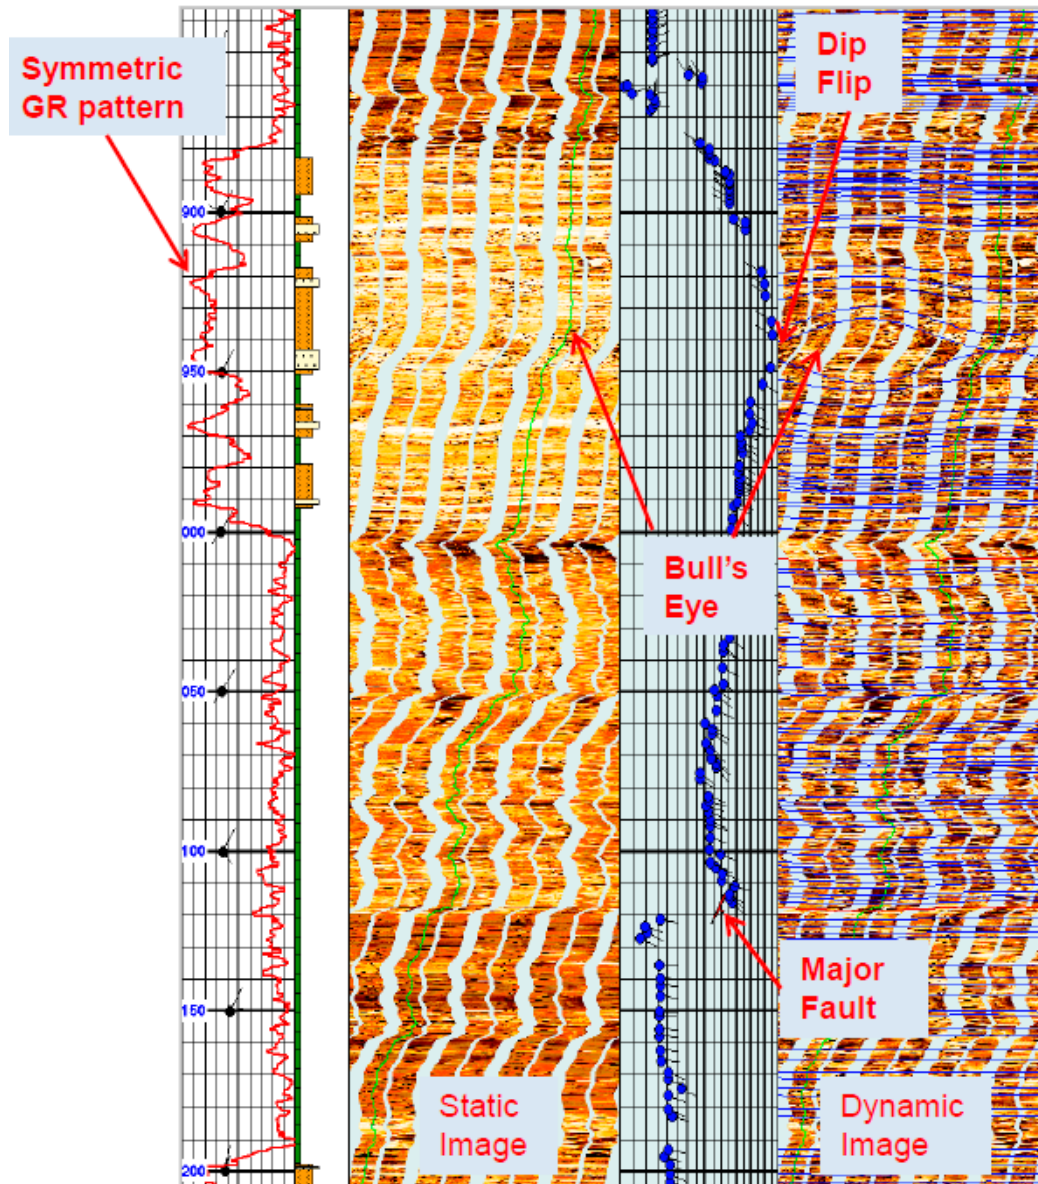 Symmetric
GR pattern
Dip
Flip
900
950
000
Bull's
Eye
050
100
Major
Fault
150
Static
Image
Dynamic
Image
200